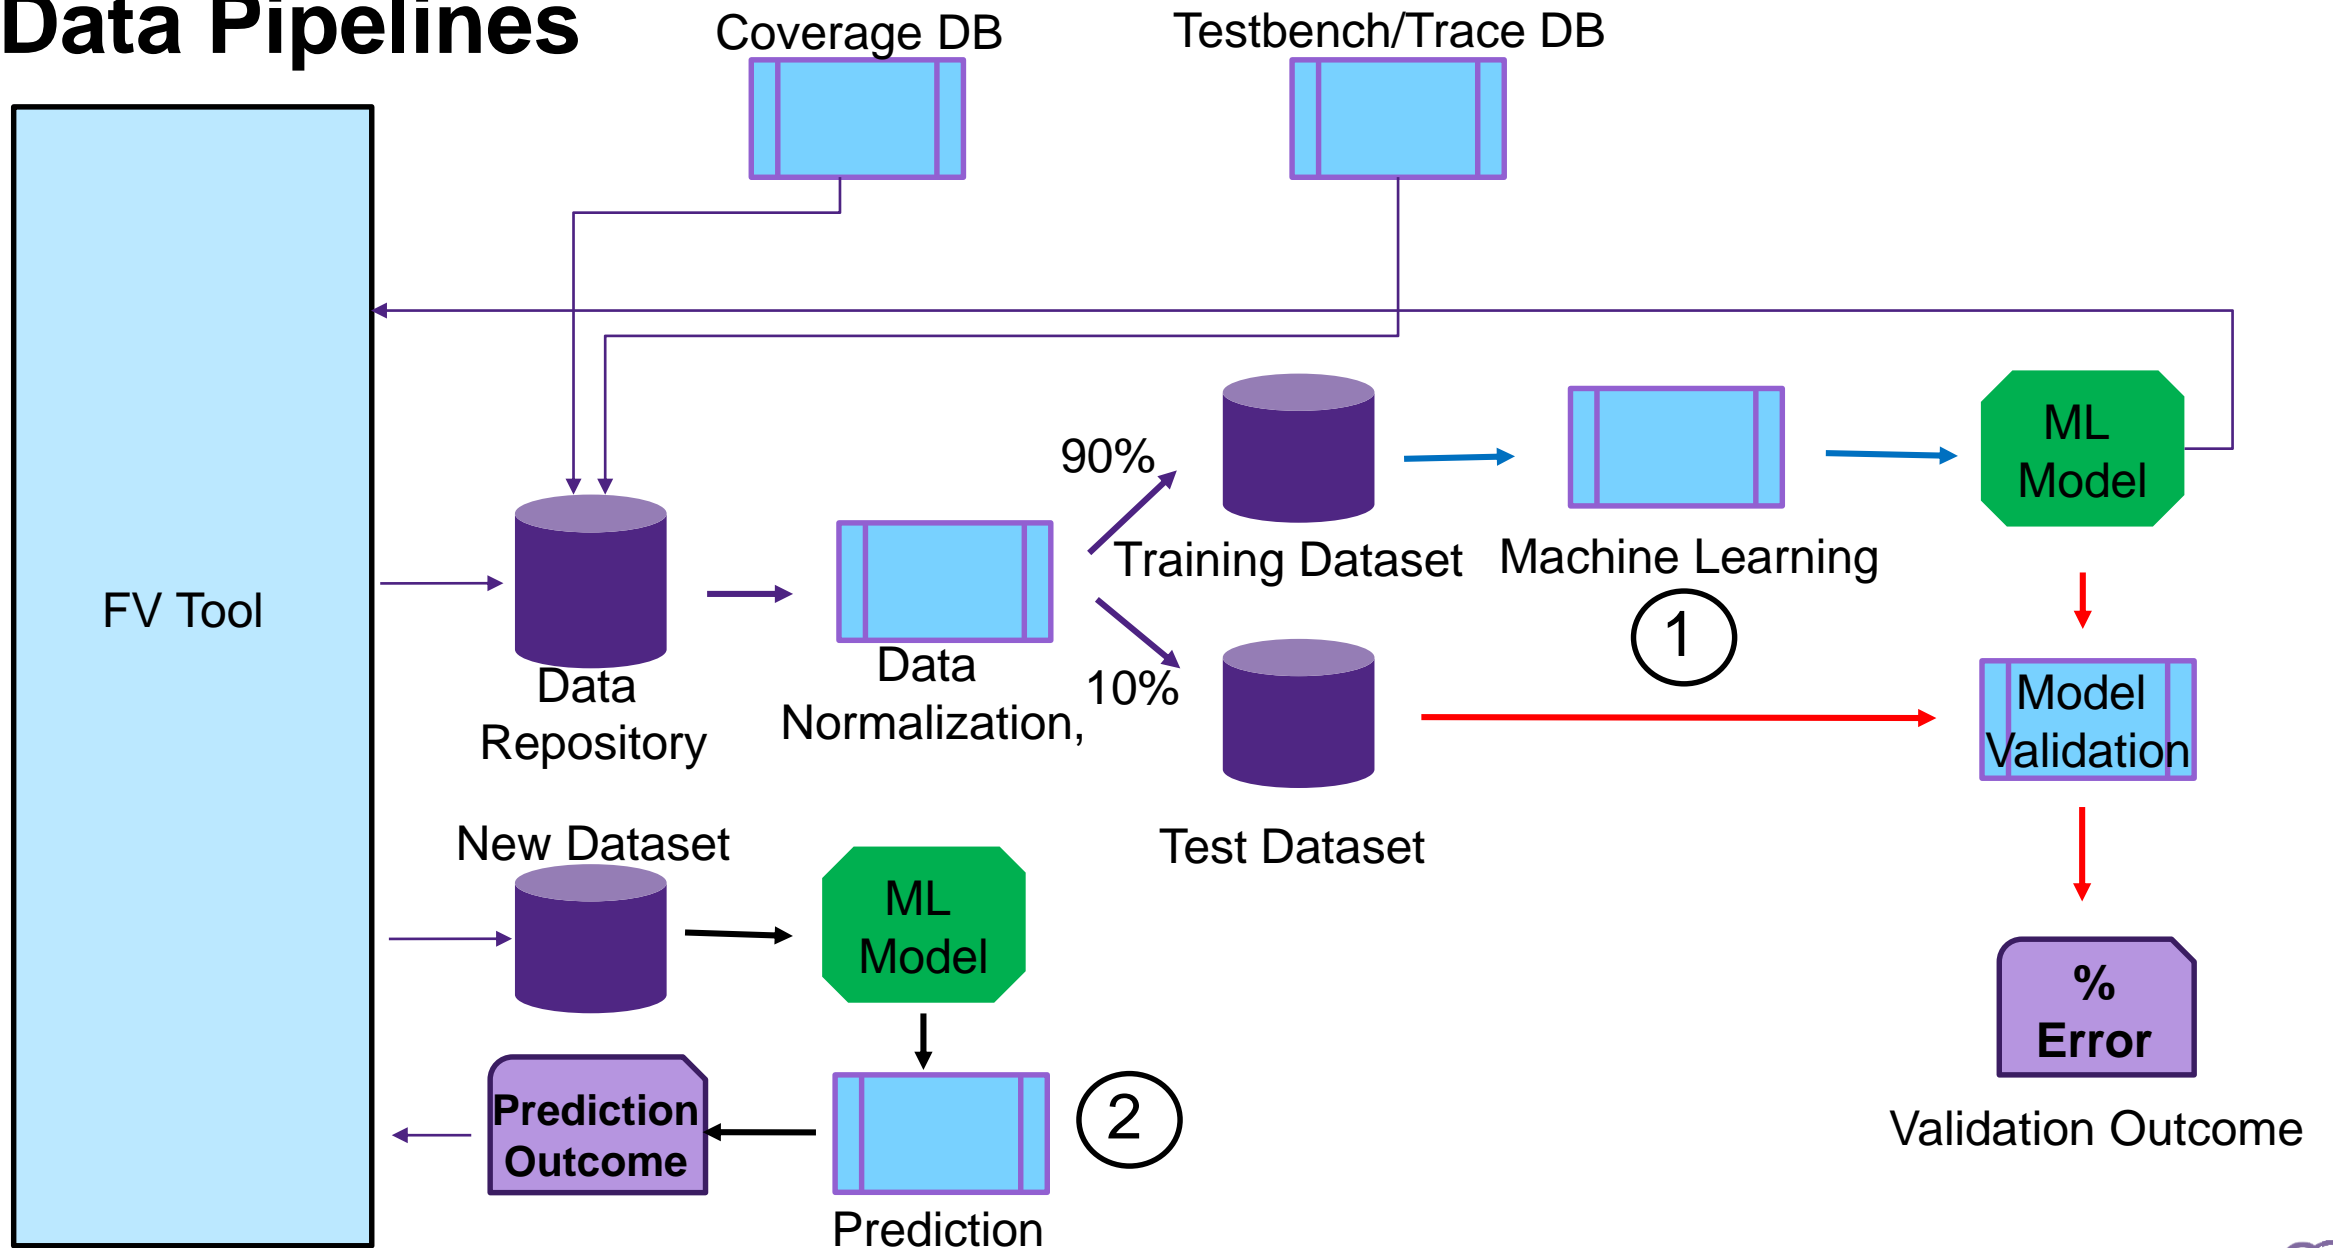 Data Pipelines
Coverage DB
Testbench/Trace DB
FV Tool
Data
Repository
Data
Normalization,
90%
10%
Training Dataset
Machine Learning
1
ML
Model
Test Dataset
Model
Validation
%
Error
Validation Outcome
New Dataset
ML
Model
Prediction
Outcome
2
Prediction